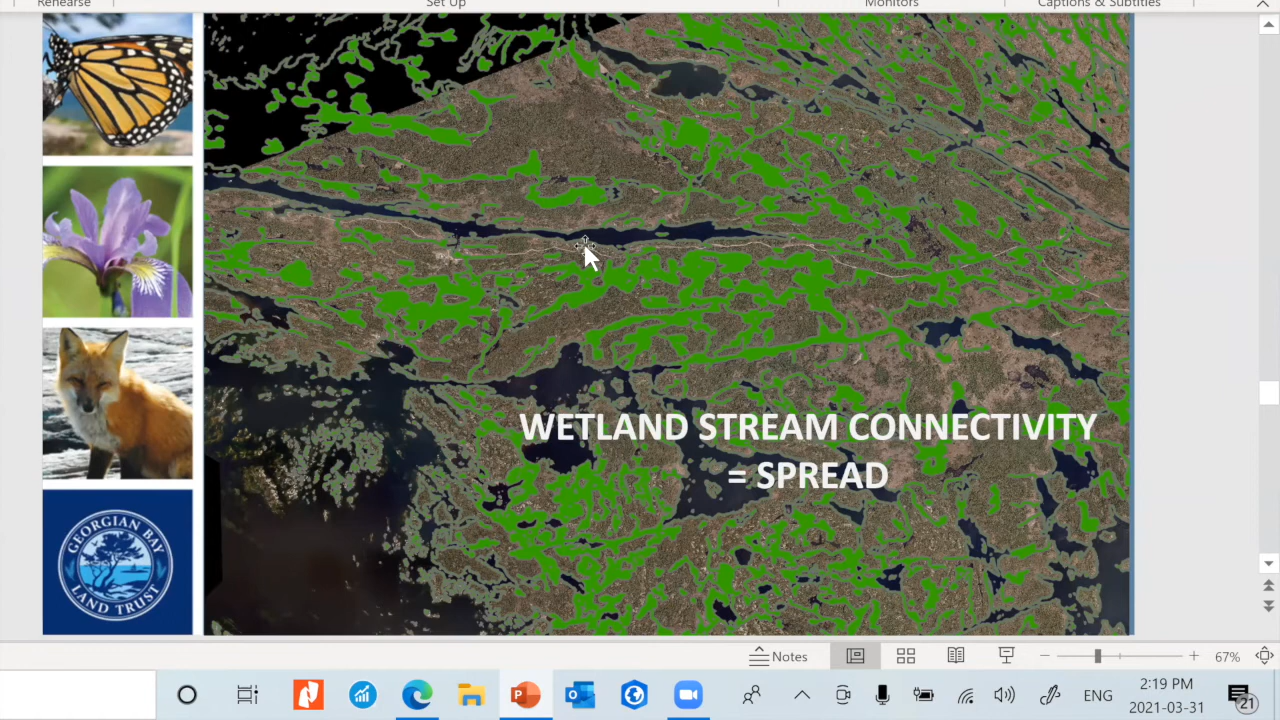 Rehearse
Set Up
Monitors
Captions & Subtitles
WETLAND STREAM CONNECTIVITY
= SPREAD
GEORGIAN BAY
LAND TRUST
Notes
67%
ENG
2:19 PM
2021-03-31
21